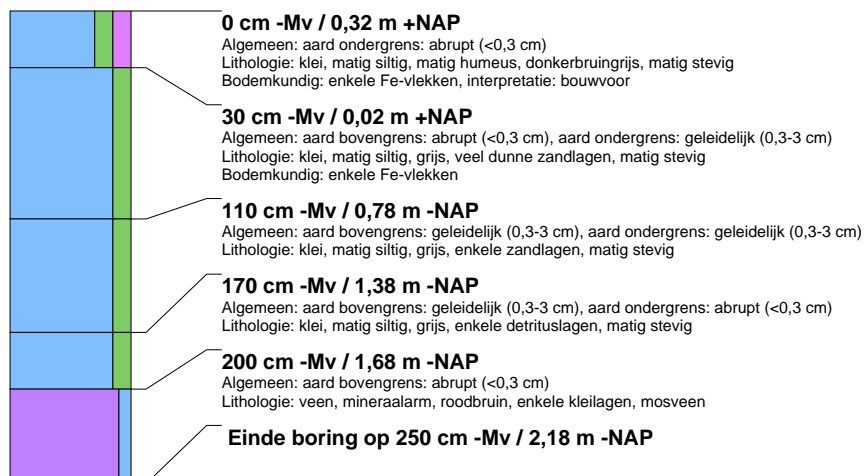 0 cm -Mv / 0,32 m +NAP
Algemeen: aard ondergrens: abrupt (<0,3 cm)
Lithologie: klei, matig siltig, matig humeus, donkerbruingrijs, matig stevig
Bodemkundig: enkele Fe-vlekken, interpretatie: bouwvoor
30 cm -Mv / 0,02 m +NAP
Algemeen: aard bovengrens: abrupt (<0,3 cm), aard ondergrens: geleidelijk (0,3-3 cm)
Lithologie: klei, matig siltig, grijs, veel dunne zandlagen, matig stevig
Bodemkundig: enkele Fe-vlekken
110 cm -Mv / 0,78 m -NAP
Algemeen: aard bovengrens: geleidelijk (0,3-3 cm), aard ondergrens: geleidelijk (0,3-3 cm)
Lithologie: klei, matig siltig, grijs, enkele zandlagen, matig stevig
170 cm -Mv / 1,38 m -NAP
Algemeen: aard bovengrens: geleidelijk (0,3-3 cm), aard ondergrens: abrupt (<0,3 cm)
Lithologie: klei, matig siltig, grijs, enkele detrituslagen, matig stevig
200 cm -Mv / 1,68 m -NAP
Algemeen: aard bovengrens: abrupt (<0,3 cm)
Lithologie: veen, mineraalarm, roodbruin, enkele kleilagen, mosveen
Einde boring op 250 cm -Mv / 2,18 m -NAP